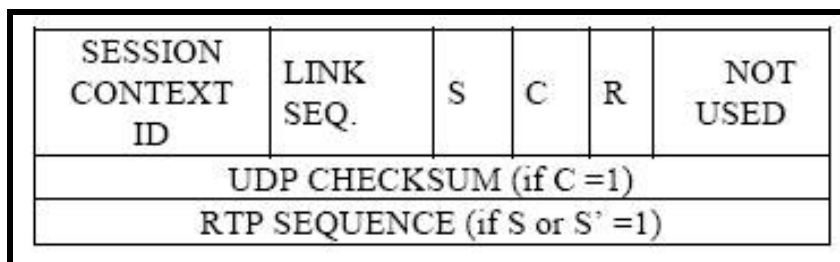 SESSION CONTEXT ID
LINK SEQ.
S
C
R
NOT USED
UDP CHECKSUM (if C =1)
RTP SEQUENCE (if S or S’ =1)